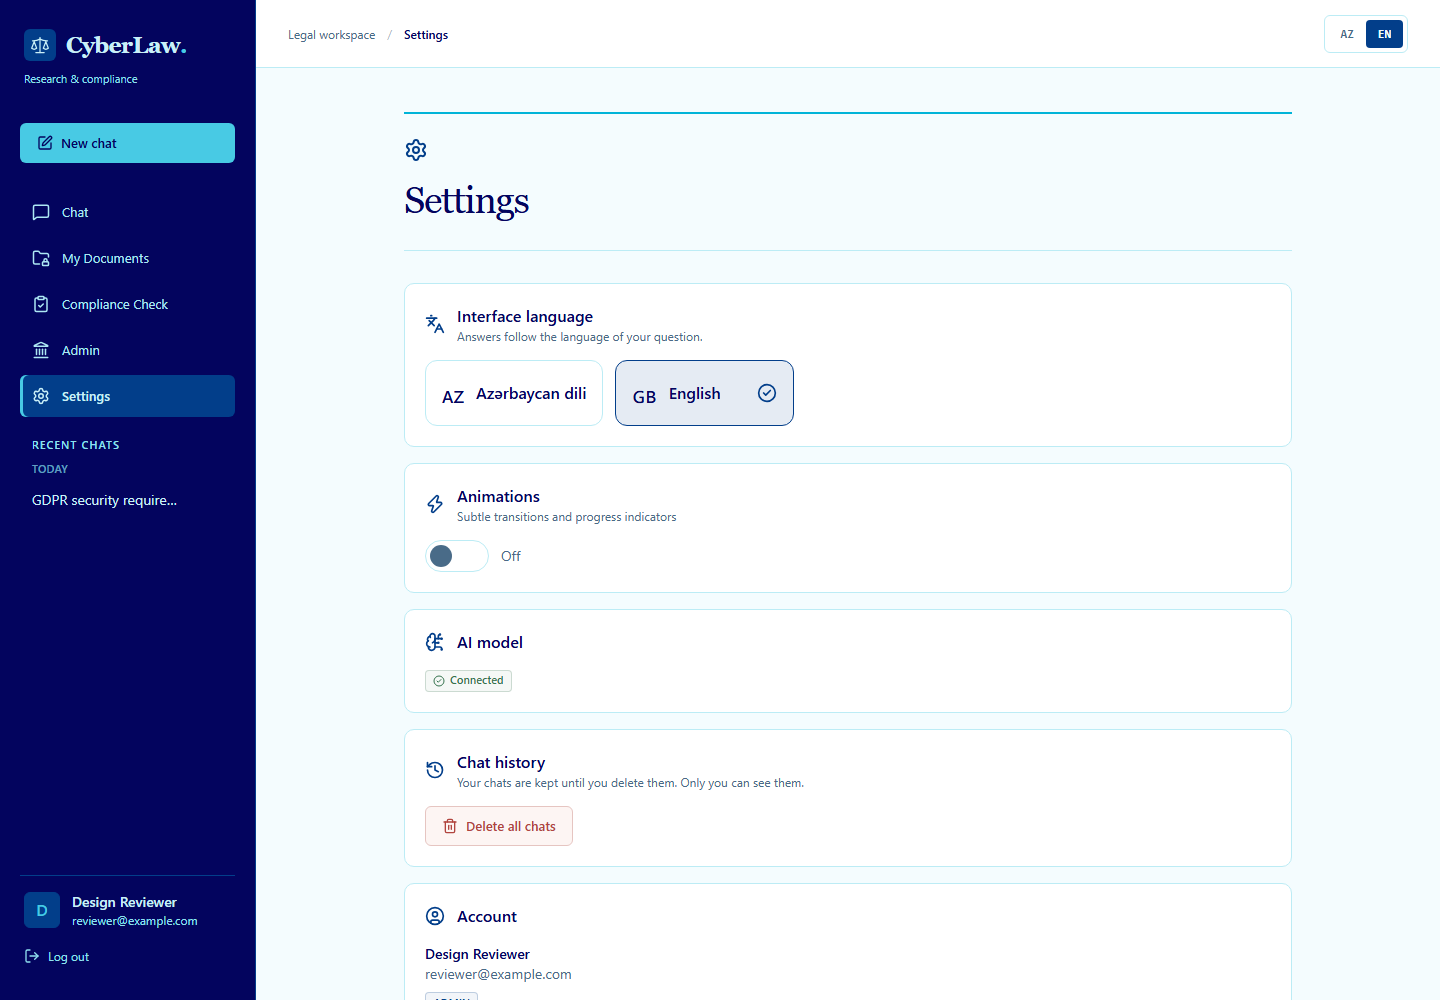 CyberLaw.
Research & compliance
New chat
Chat
My Documents
Compliance Check
Admin
Settings
RECENT CHATS
TODAY
GDPR security require...
Design Reviewer
D
reviewer@example.com
Log out
Legal workspace / Settings
AZ EN
Settings
Interface language
Answers follow the language of your question.
AZ Azərbaycan dili
GB English
Animations
Subtle transitions and progress indicators
Off
AI model
Connected
Chat history
Your chats are kept until you delete them. Only you can see them.
Delete all chats
Account
Design Reviewer
reviewer@example.com